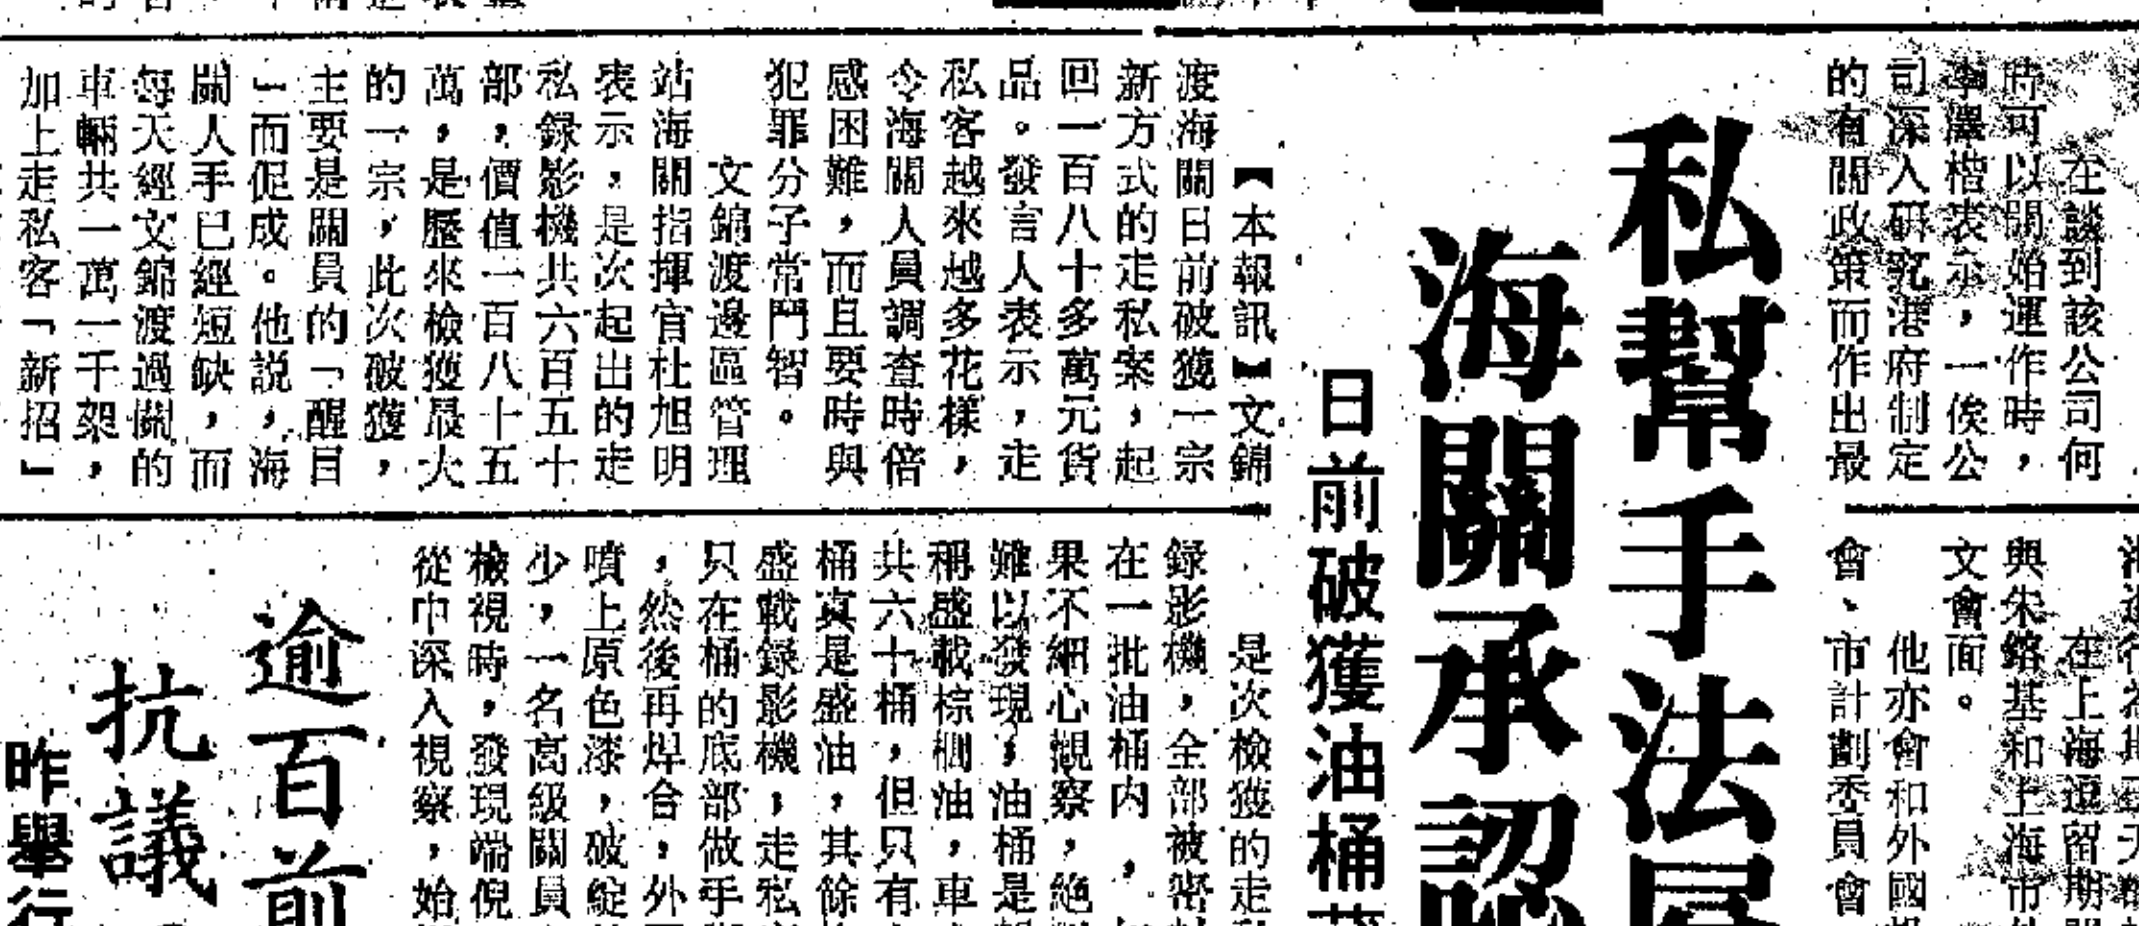 在談到該公司何
時可以開始運作時，
李澤楷表示，一俟公
司深入研究港府制定
的有關政策而作出最
在上海逗留期
與朱鎔基和上海市
文會面。
他亦會和外國
會、市計劃委員會
私幫手法
海關承認
日前破獲油桶
【本報訊】文錦
渡海關日前破獲一宗
新方式的走私案，起
回一百八十多萬元貨
品。發言人表示，走
私客越來越多花樣，
令海關人員調查時倍
感困難，而且要時與
犯罪分子常鬥智。
文錦渡邊區管理
站海關指揮官杜旭明
表示，是次起出的走
私録影機共六百五十
部，價值一百八十五
萬，是歷來檢獲最大
的一宗，此次破獲，
主要是關員的「醒目
」而促成。他説，海
關人手已經短缺，而
每天經文錦渡過關的
車輛共一萬一千架，
加上走私客「新招」
是次檢獲的走
録影機，全部被密
在一批油桶内，
果不細心觀察，絕
難以發現，油桶是
稱盛載棕櫚油，車
共六十桶，但只有
桶真是盛油，其餘
盛載録影機；走私
只在桶的底部做手
，然後再焊合，外
噴上原色漆，破綻
少，一名高級關員
檢視時，發現端倪
從巾深入視察，始
逾百前
抗議
昨舉行